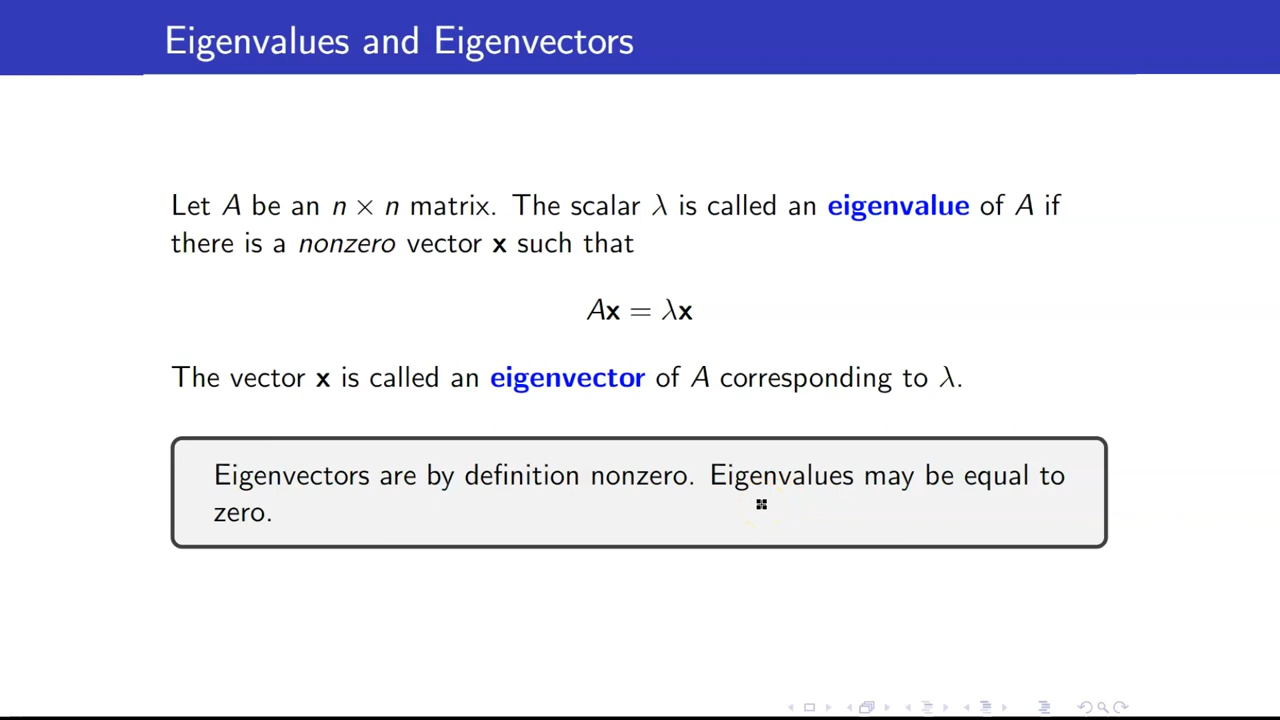 Eigenvalues and Eigenvectors
Let A be an n × n matrix. The scalar λ is called an eigenvalue of A if
there is a nonzero vector x such that
Ax = λx
The vector x is called an eigenvector of A corresponding to λ.
Eigenvectors are by definition nonzero. Eigenvalues may be equal to
zero.